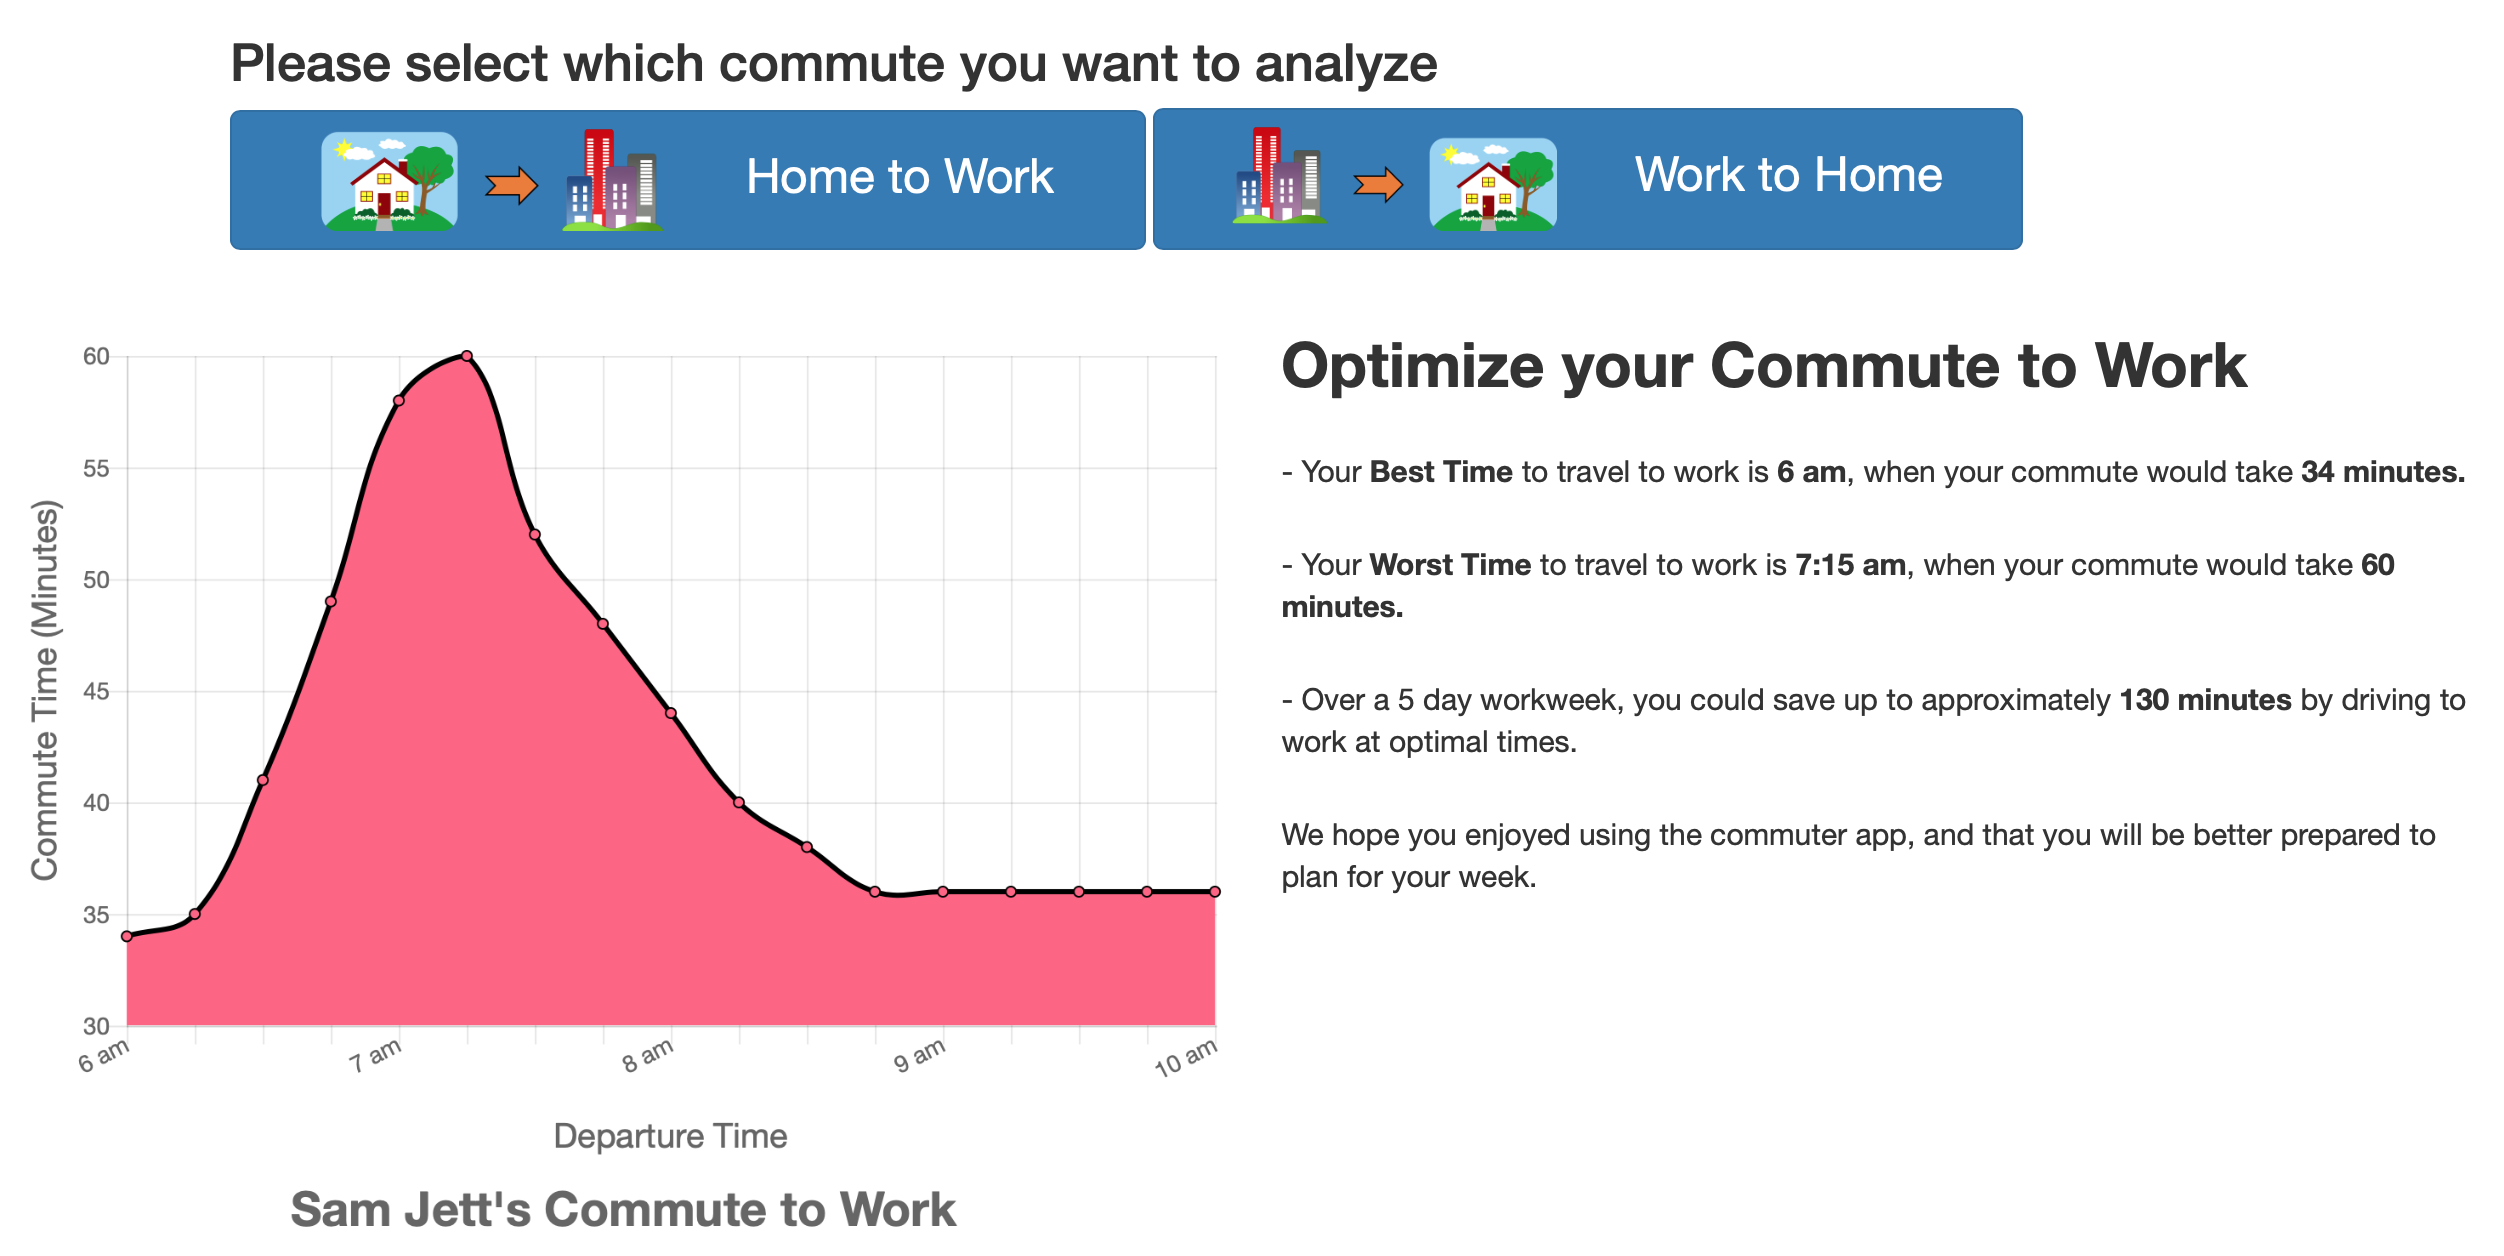 Please select which commute you want to analyze
Home to Work
Work to Home
60
55
50
45
40
35
30
Commute Time (Minutes)
6 am
7 am
8 am
9 am
10 am
Departure Time
Sam Jett's Commute to Work
Optimize your Commute to Work
- Your Best Time to travel to work is 6 am, when your commute would take 34 minutes.
- Your Worst Time to travel to work is 7:15 am, when your commute would take 60
minutes.
- Over a 5 day workweek, you could save up to approximately 130 minutes by driving to
work at optimal times.
We hope you enjoyed using the commuter app, and that you will be better prepared to
plan for your week.